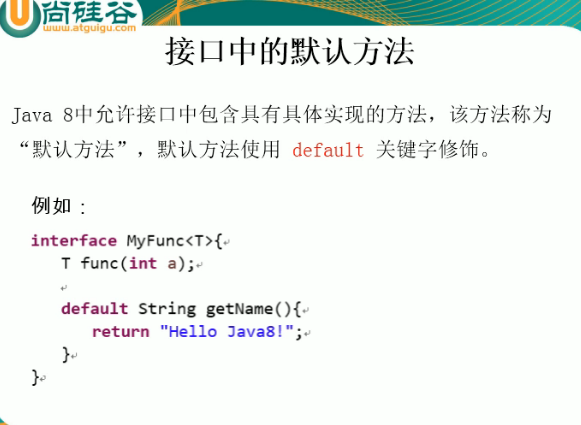 尚硅谷
www.atguigu.com
接口中的默认方法
Java 8中允许接口中包含具有具体实现的方法，该方法称为
“默认方法”，默认方法使用 default 关键字修饰。
例如：
interface MyFunc<T>{
T func(int a);
default String getName(){
return "Hello Java8!";
}
}